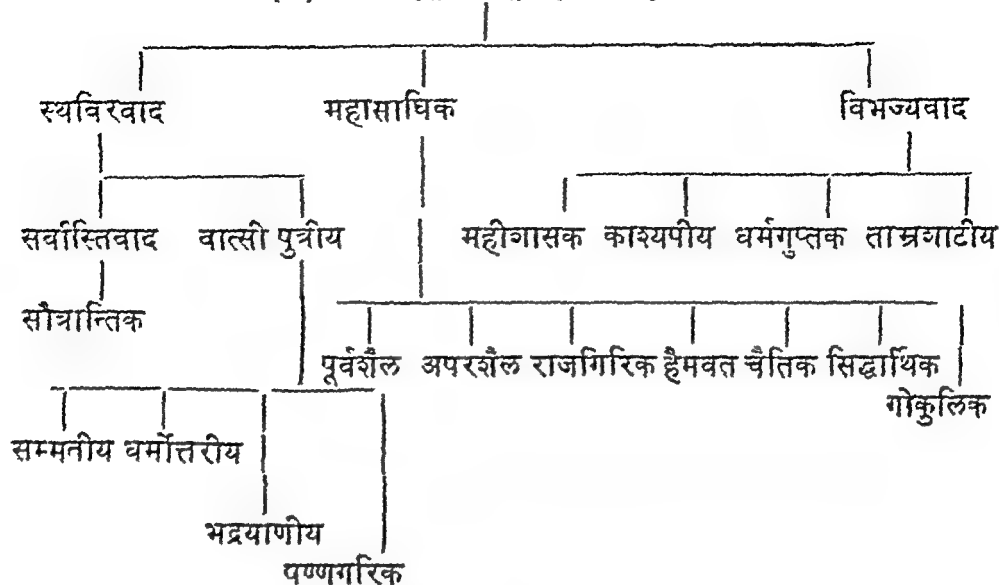 स्थविरवाद महासाघिक विभज्यवाद
सर्वास्तिवाद वात्सी पुत्रीय महीशासक काश्यपीय धर्मगुप्तक ताम्रशाटीय
सौत्रान्तिक
पूर्वशैल अपरशैल राजगिरिक हैमवत चैतिक सिद्धार्थिक
गोकुलिक
सम्मतीय धर्मोत्तरीय
भद्रयाणीय
पण्णगरिक